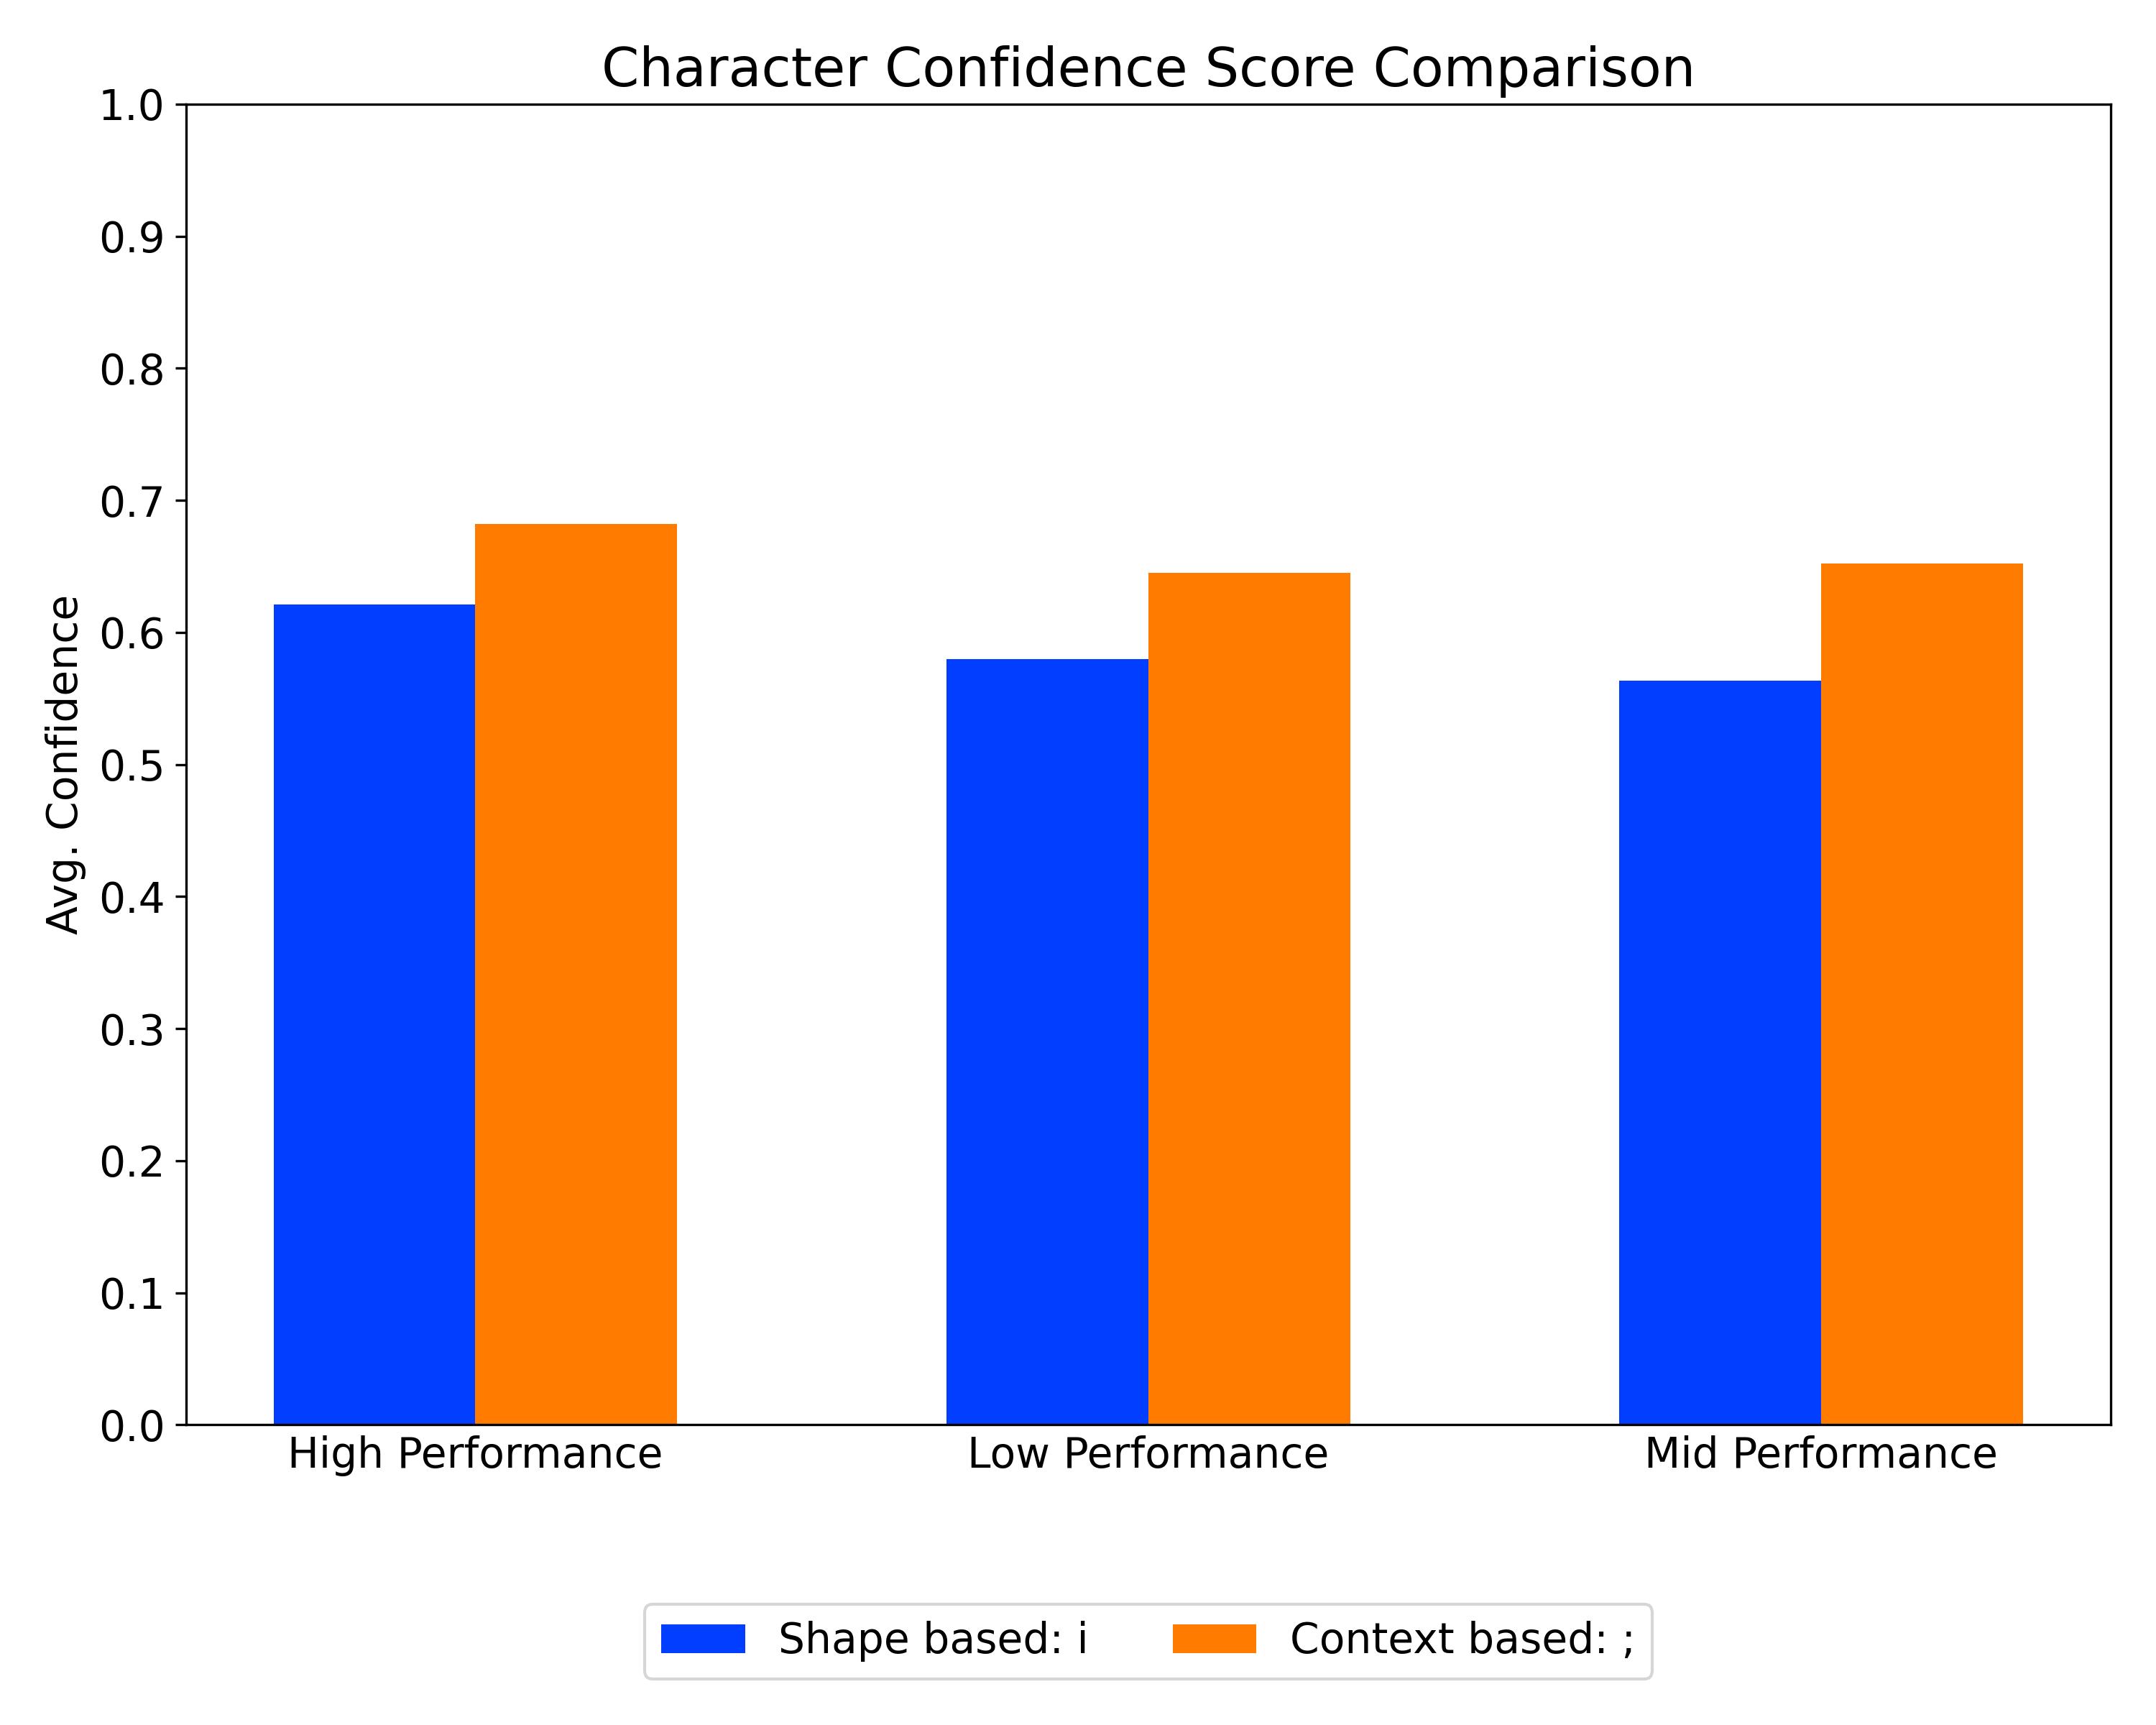 Character Confidence Score Comparison
1.0
0.9
0.8
0.7
0.6
0.5
0.4
0.3
0.2
0.1
0.0
Avg. Confidence
High Performance
Low Performance
Mid Performance
Shape based: i
Context based: ;